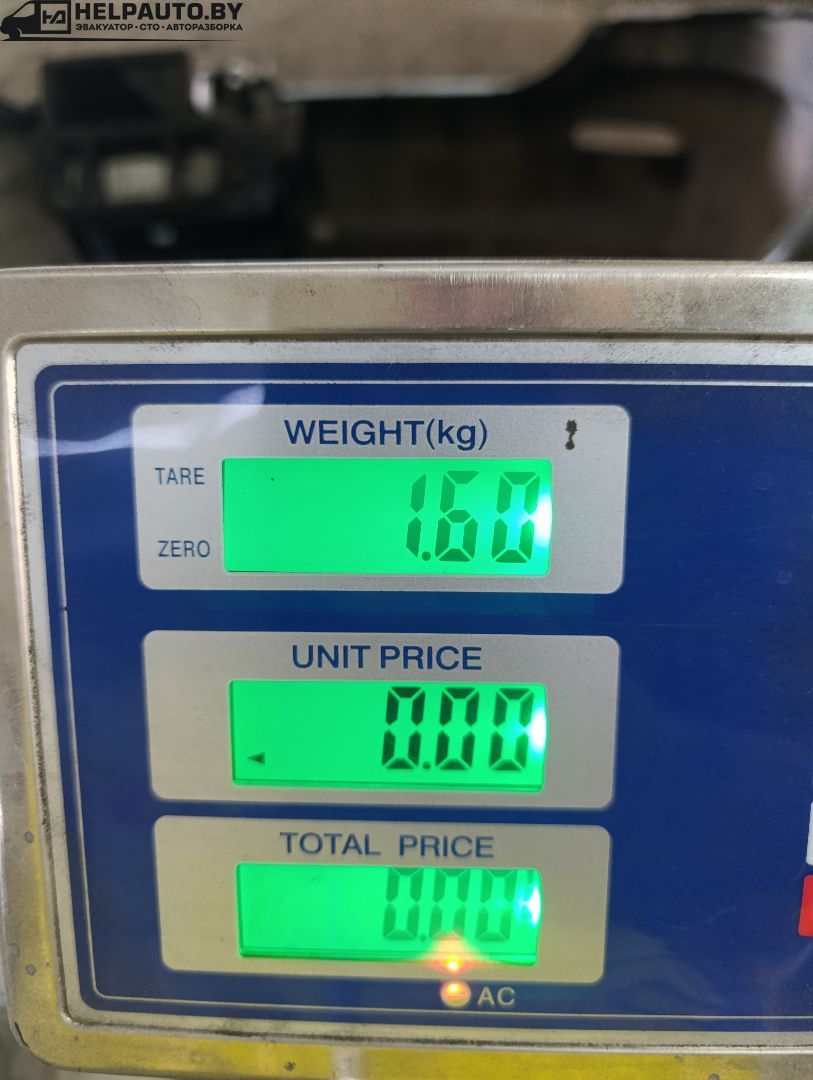 HELPAUTO.BY
ЭВАКУАТОР • СТО • АВТОРАЗБОРКА
WEIGHT(kg)
TARE
1.60
ZERO
UNIT PRICE
0.00
TOTAL PRICE
0.00
AC